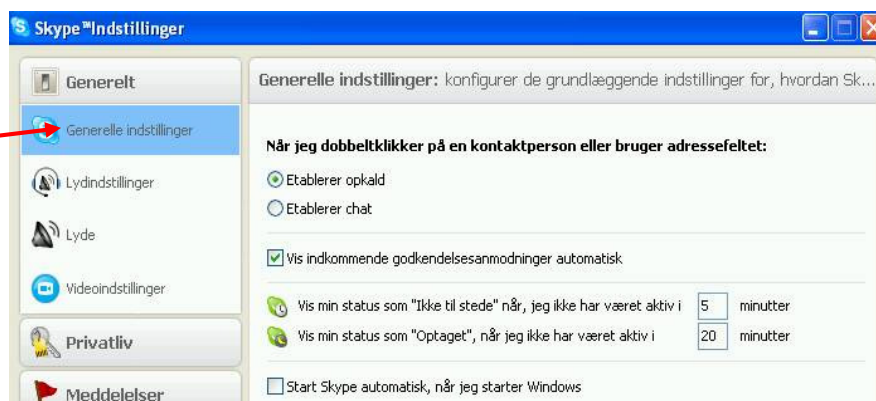 Skype™Indstillinger
Generelt
Generelle indstillinger
Lydindstillinger
Lyde
Videoindstillinger
Privatliv
Meddelelser
Generelle indstillinger: konfigurer de grundlæggende indstillinger for, hvordan Sk...
Når jeg dobbeltklikker på en kontaktperson eller bruger adressefeltet:
Etablerer opkald
Etablerer chat
Vis indkommende godkendelsesanmodninger automatisk
Vis min status som "Ikke til stede" når, jeg ikke har været aktiv i 5 minutter
Vis min status som "Optaget", når jeg ikke har været aktiv i 20 minutter
Start Skype automatisk, når jeg starter Windows